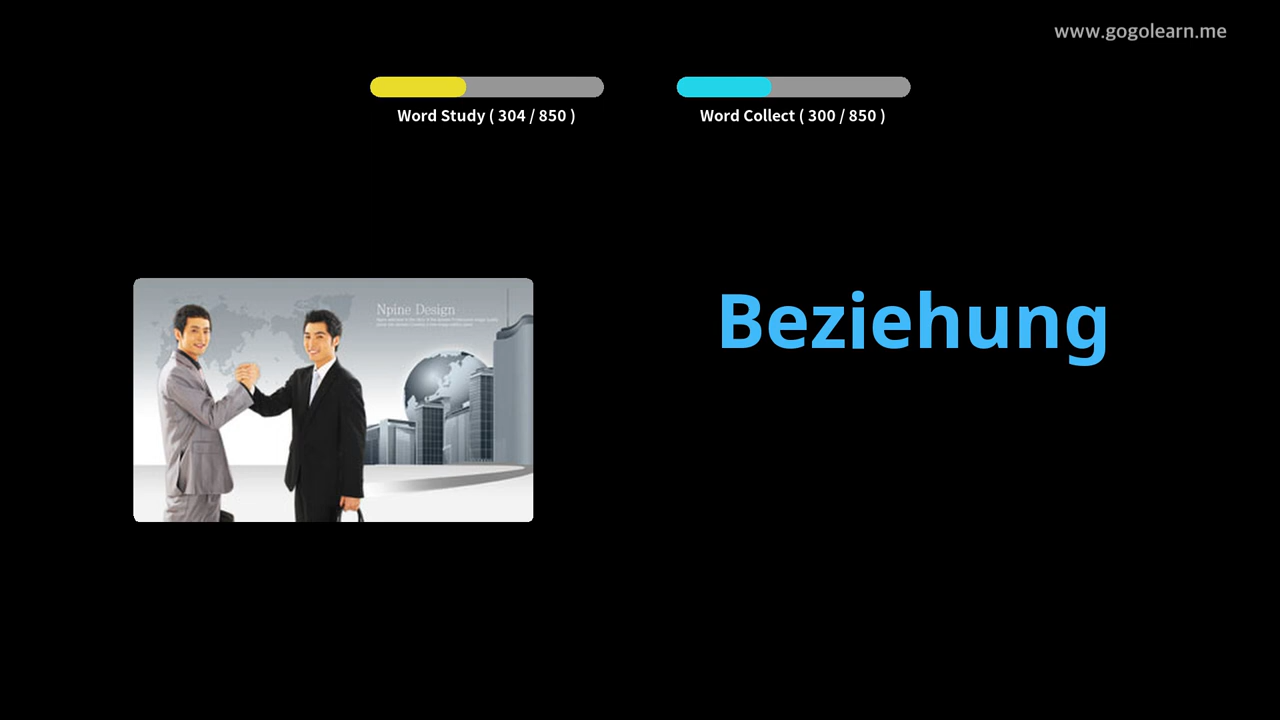 www.gogolearn.me
Word Study ( 304 / 850 )
Word Collect ( 300 / 850 )
Npine Design
Beziehung